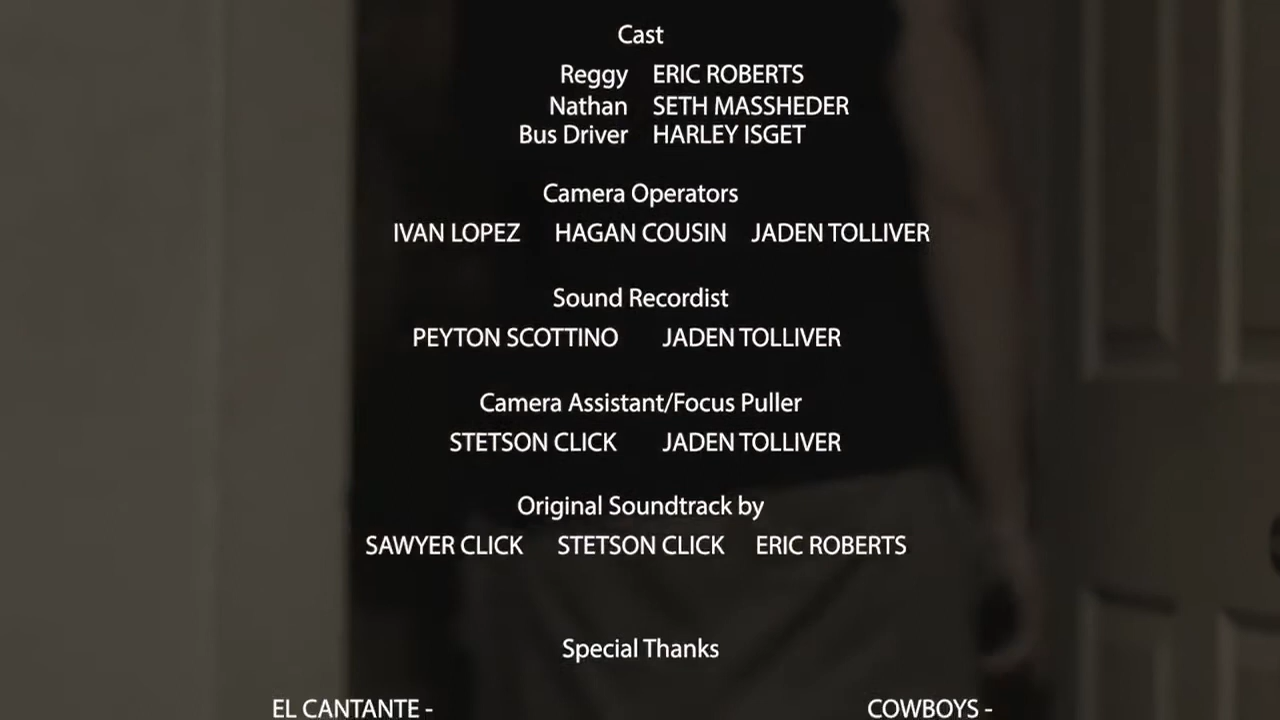 Cast
Reggy ERIC ROBERTS
Nathan SETH MASSHEDER
Bus Driver HARLEY ISGET
Camera Operators
IVAN LOPEZ HAGAN COUSIN JADEN TOLLIVER
Sound Recordist
PEYTON SCOTTINO JADEN TOLLIVER
Camera Assistant/Focus Puller
STETSON CLICK JADEN TOLLIVER
Original Soundtrack by
SAWYER CLICK STETSON CLICK ERIC ROBERTS
Special Thanks
EL CANTANTE - COWBOYS -